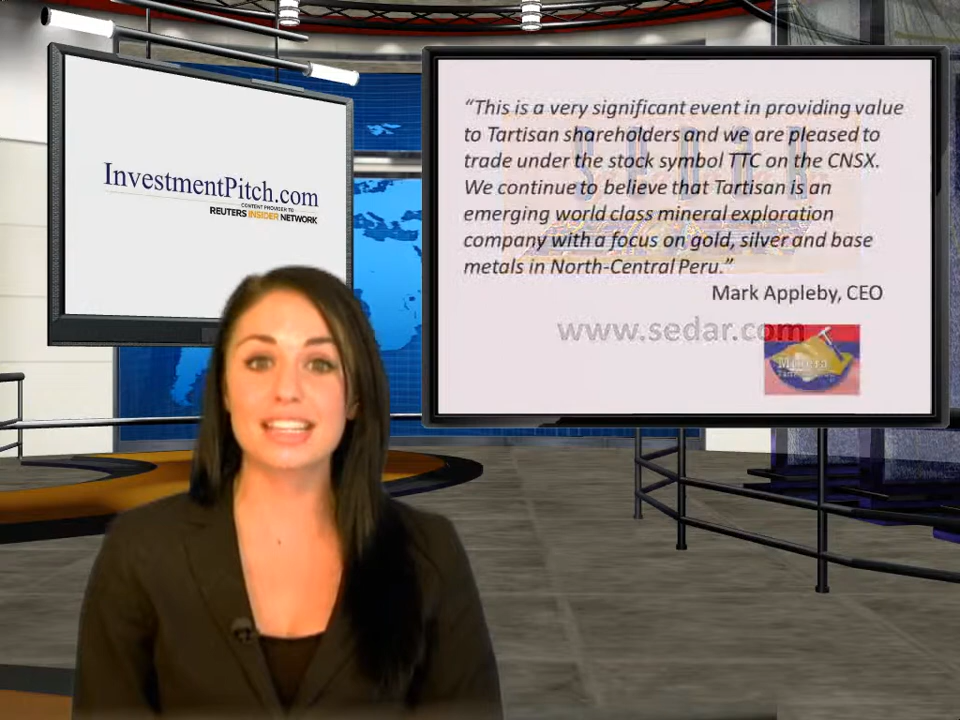 InvestmentPitch.com
CONTENT PROVIDER TO
REUTERS INSIDER NETWORK
“This is a very significant event in providing value
to Tartisan shareholders and we are pleased to
trade under the stock symbol TTC on the CNSX.
We continue to believe that Tartisan is an
emerging world class mineral exploration
company with a focus on gold, silver and base
metals in North-Central Peru.”
Mark Appleby, CEO
www.sedar.com
SEDAR
Minera